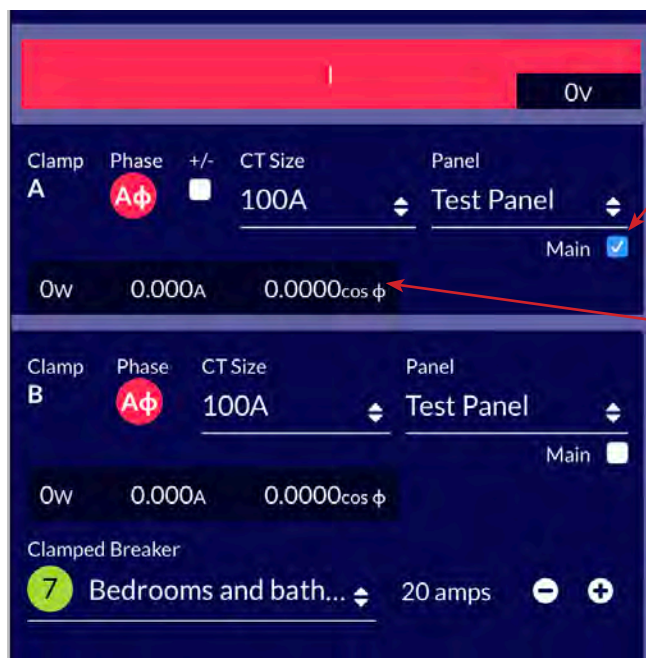 0V
Clamp Phase +/- CT Size Panel
A Aϕ 100A Test Panel
Main
0W 0.000A 0.0000cos ϕ
Clamp Phase CT Size Panel
B Aϕ 100A Test Panel
Main
0W 0.000A 0.0000cos ϕ
Clamped Breaker
7 Bedrooms and bath... 20 amps